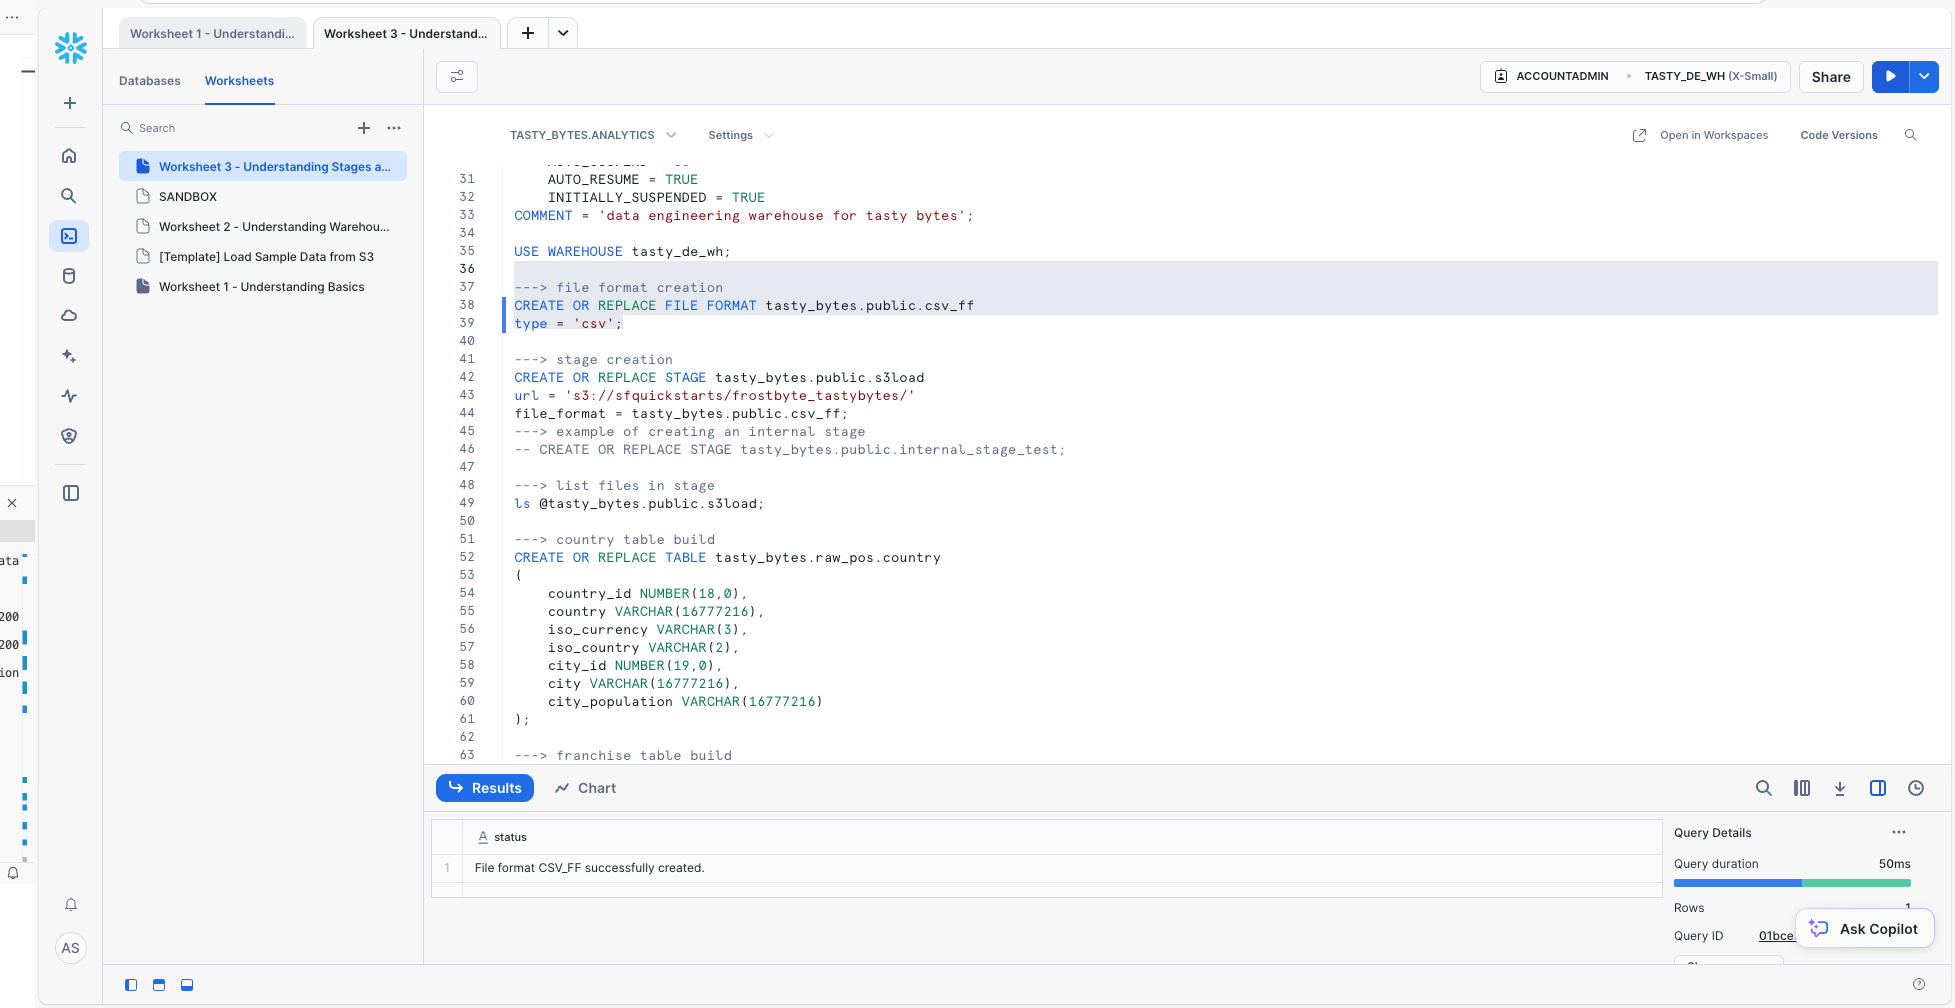 Worksheet 1 - Understandi...
Worksheet 3 - Understand...
Databases
Worksheets
ACCOUNTADMIN
TASTY_DE_WH (X-Small)
Share
Search
Worksheet 3 - Understanding Stages a...
SANDBOX
Worksheet 2 - Understanding Warehou...
[Template] Load Sample Data from S3
Worksheet 1 - Understanding Basics
TASTY_BYTES.ANALYTICS
Settings
Open in Workspaces
Code Versions
31 AUTO_RESUME = TRUE
32 INITIALLY_SUSPENDED = TRUE
33 COMMENT = 'data engineering warehouse for tasty bytes';
34
35 USE WAREHOUSE tasty_de_wh;
36
37 ---> file format creation
38 CREATE OR REPLACE FILE FORMAT tasty_bytes.public.csv_ff
39 type = 'csv';
40
41 ---> stage creation
42 CREATE OR REPLACE STAGE tasty_bytes.public.s3load
43 url = 's3://sfquickstarts/frostbyte_tastybytes/'
44 file_format = tasty_bytes.public.csv_ff;
45 ---> example of creating an internal stage
46 -- CREATE OR REPLACE STAGE tasty_bytes.public.internal_stage_test;
47
48 ---> list files in stage
49 ls @tasty_bytes.public.s3load;
50
51 ---> country table build
52 CREATE OR REPLACE TABLE tasty_bytes.raw_pos.country
53 (
54 country_id NUMBER(18,0),
55 country VARCHAR(16777216),
56 iso_currency VARCHAR(3),
57 iso_country VARCHAR(2),
58 city_id NUMBER(19,0),
59 city VARCHAR(16777216),
60 city_population VARCHAR(16777216)
61 );
62
63 ---> franchise table build
Results
Chart
A status
1 File format CSV_FF successfully created.
Query Details
Query duration 50ms
Rows 1
Query ID 01bce
Ask Copilot
AS
ata
200
200
ion